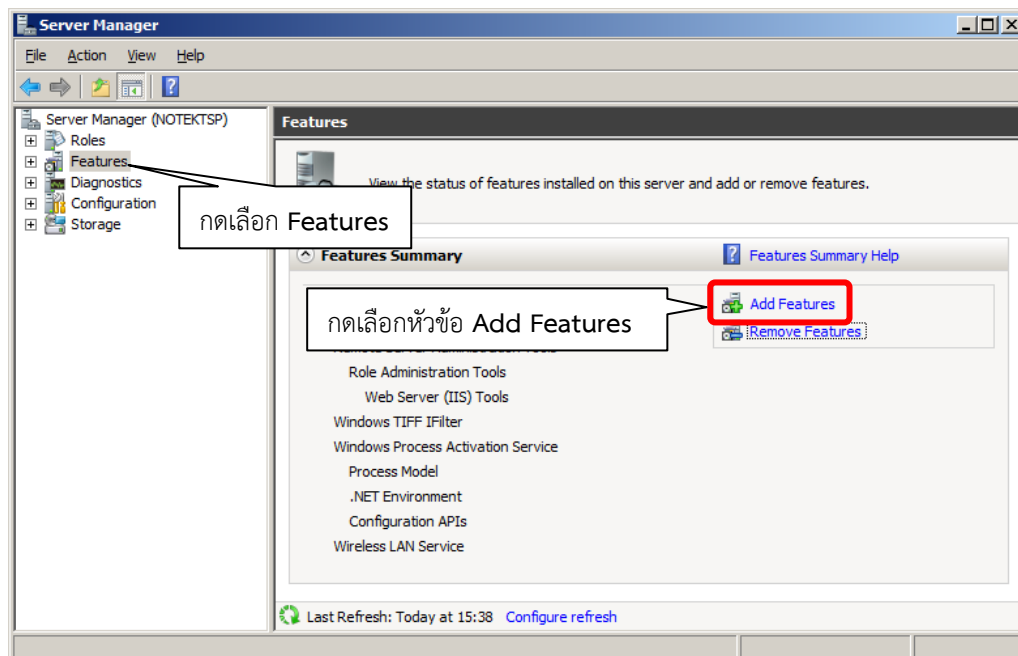 Server Manager
File Action View Help
Server Manager (NOTEKTSP)
Roles
Features
Diagnostics
Configuration
Storage
Features
View the status of features installed on this server and add or remove features.
กดเลือก Features
Features Summary
Features Summary Help
กดเลือกหัวข้อ Add Features
Add Features
Remove Features
Remote Server Administration Tools
Role Administration Tools
Web Server (IIS) Tools
Windows TIFF IFilter
Windows Process Activation Service
Process Model
.NET Environment
Configuration APIs
Wireless LAN Service
Last Refresh: Today at 15:38 Configure refresh